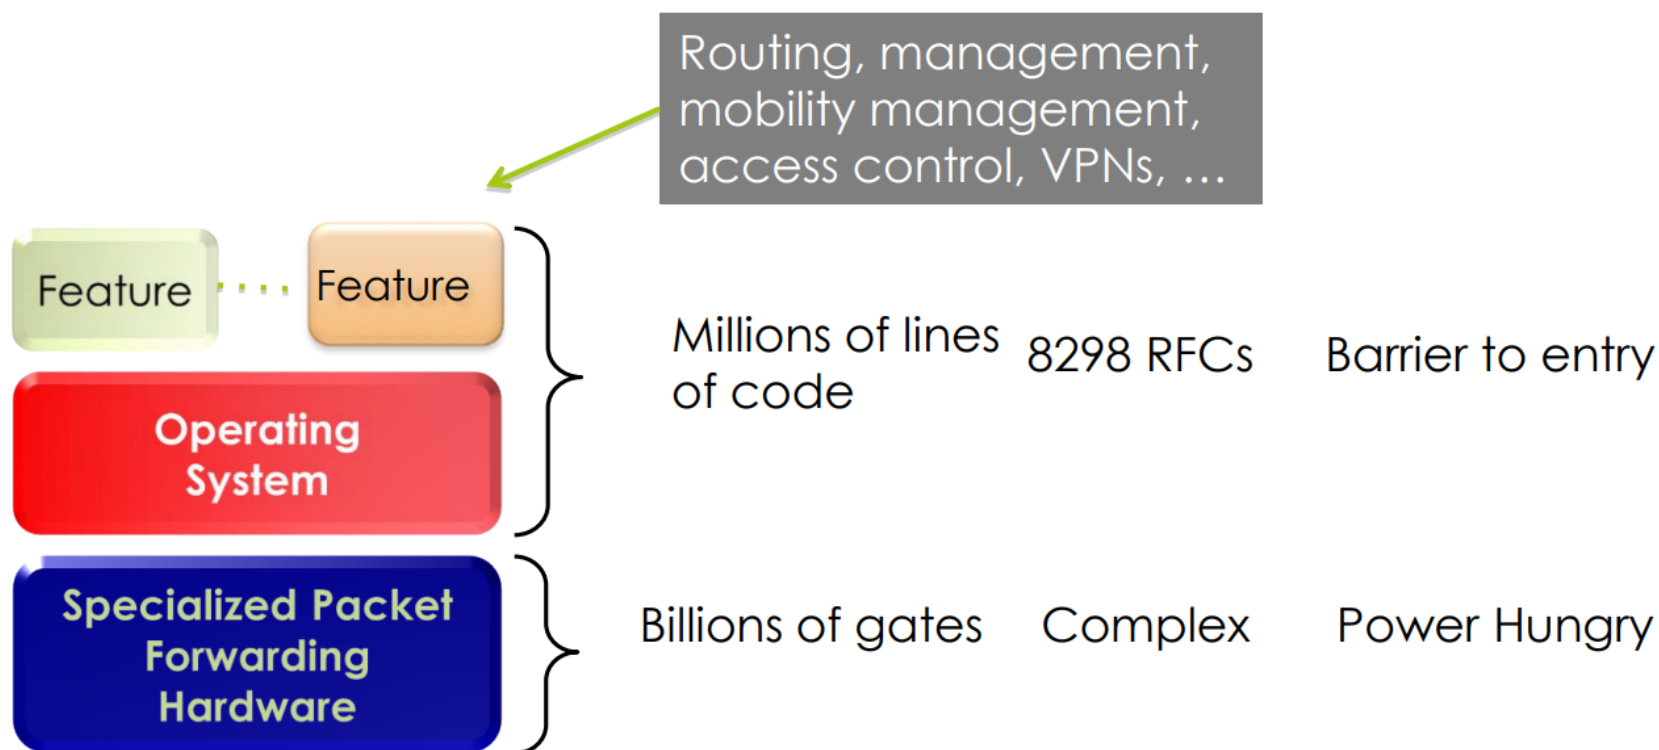 Routing, management,
mobility management,
access control, VPNs, …
Feature
Feature
Millions of lines
of code
8298 RFCs
Barrier to entry
Operating
System
Specialized Packet
Forwarding
Hardware
Billions of gates
Complex
Power Hungry